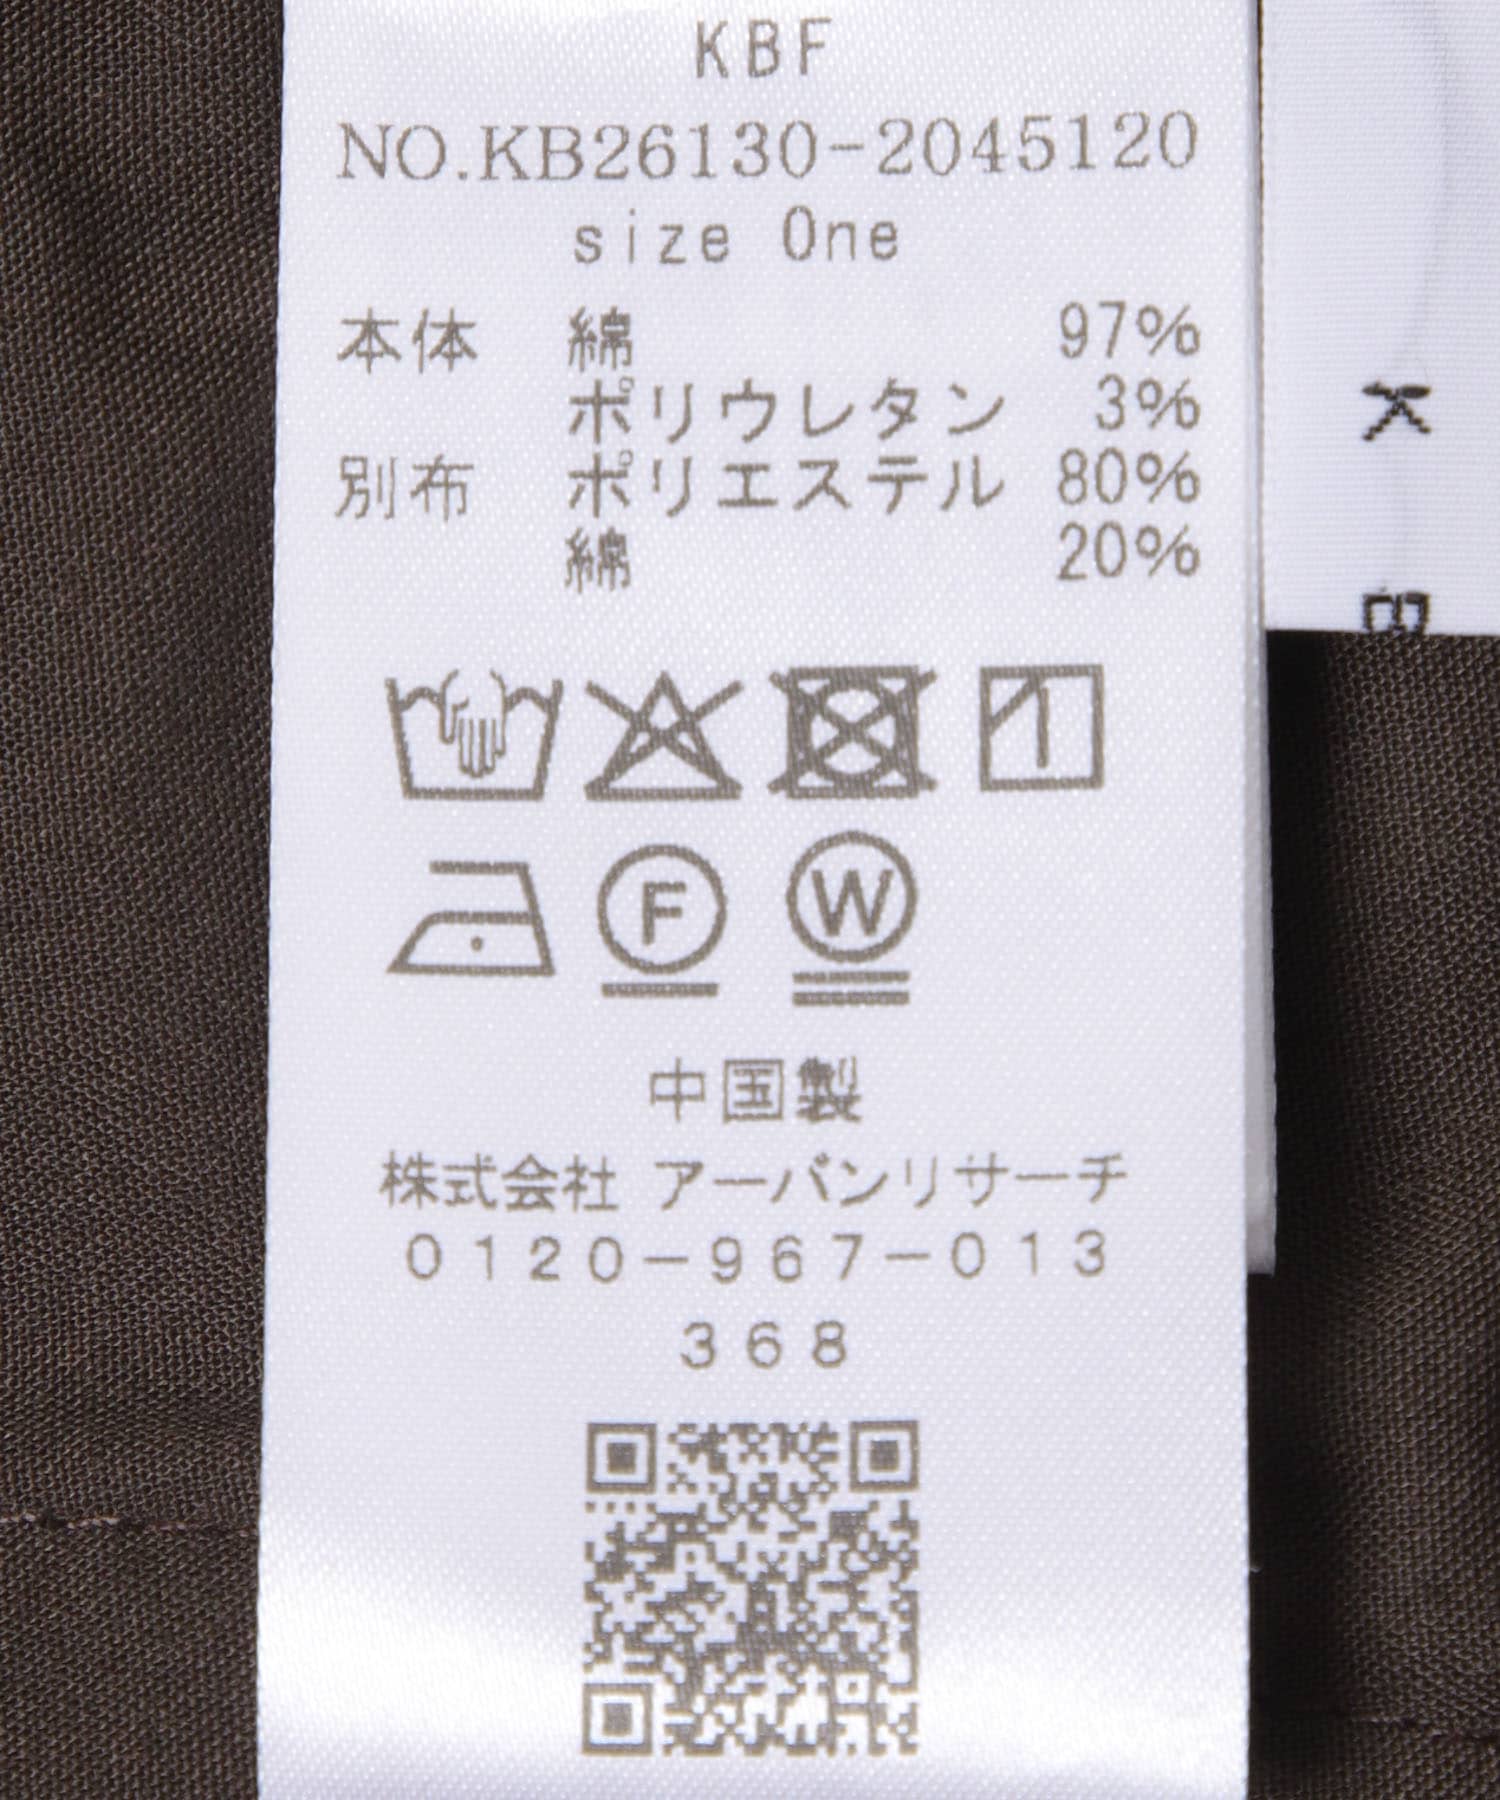 KBF
NO.KB26130-2045120
size One
本体 綿 97%
ポリウレタン 3%
別布 ポリエステル 80%
綿 20%
F W
中国製
株式会社 アーバンリサーチ
0120-967-013
368
K B